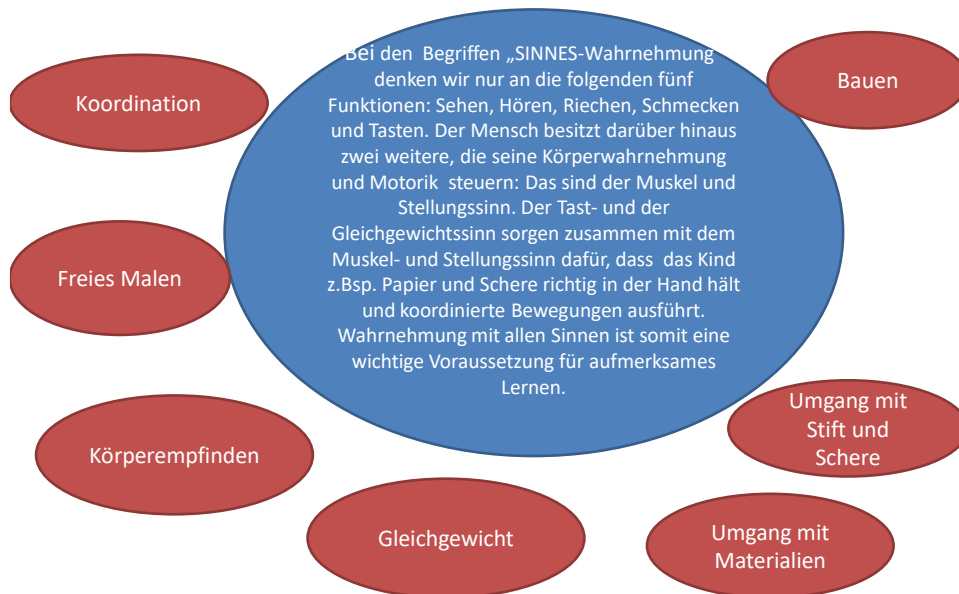 Bei den Begriffen „SINNES-Wahrnehmung
denken wir nur an die folgenden fünf
Funktionen: Sehen, Hören, Riechen, Schmecken
und Tasten. Der Mensch besitzt darüber hinaus
zwei weitere, die seine Körperwahrnehmung
und Motorik steuern: Das sind der Muskel und
Stellungssinn. Der Tast- und der
Gleichgewichtssinn sorgen zusammen mit dem
Muskel- und Stellungssinn dafür, dass das Kind
z.Bsp. Papier und Schere richtig in der Hand hält
und koordinierte Bewegungen ausführt.
Wahrnehmung mit allen Sinnen ist somit eine
wichtige Voraussetzung für aufmerksames
Lernen.
Koordination
Bauen
Freies Malen
Körperempfinden
Gleichgewicht
Umgang mit
Stift und
Schere
Umgang mit
Materialien